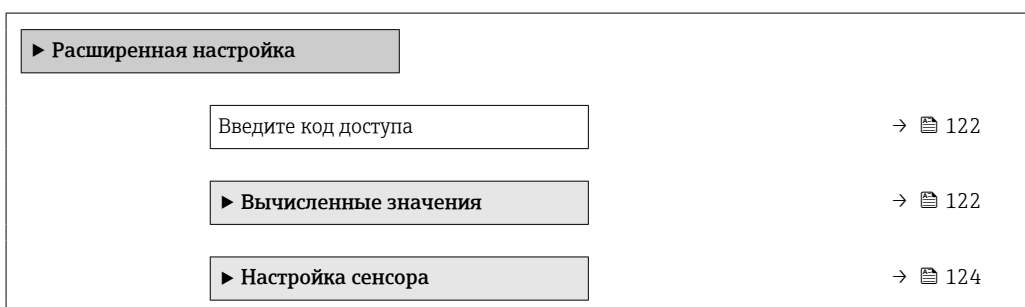 ▶ Расширенная настройка
Введите код доступа → 122
▶ Вычисленные значения → 122
▶ Настройка сенсора → 124